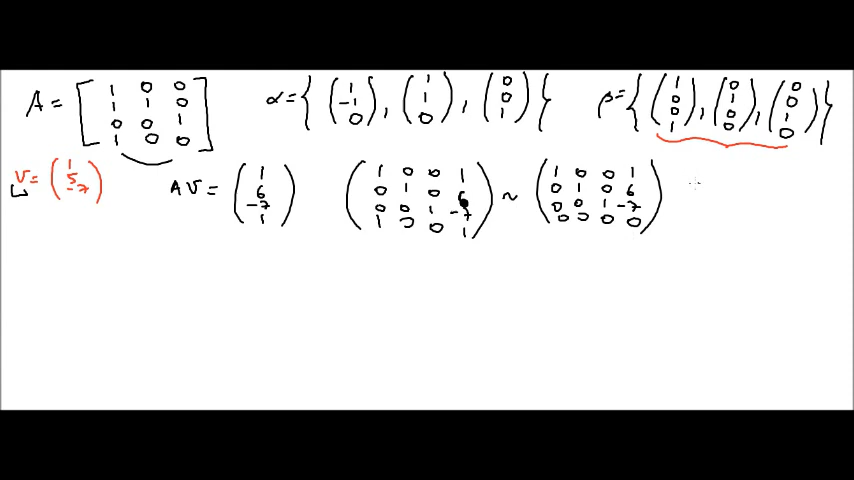 A = [ 1 0 0 ; 1 1 0 ; 0 0 1 ; 1 0 0 ]
α = { ( 1 ; -1 ; 0 ), ( 1 ; 1 ; 0 ), ( 0 ; 0 ; 1 ) }
β = { ( 1 ; 0 ; 0 ; 1 ), ( 0 ; 1 ; 0 ; 0 ), ( 0 ; 0 ; 1 ; 0 ) }
v = ( 1 ; 5 ; -7 )
A v = ( 1 ; 6 ; -7 ; 1 )
( 1 0 0 1 ; 0 1 0 6 ; 0 0 1 -7 ; 1 0 0 1 ) ~ ( 1 0 0 1 ; 0 1 0 6 ; 0 0 1 -7 ; 0 0 0 0 )